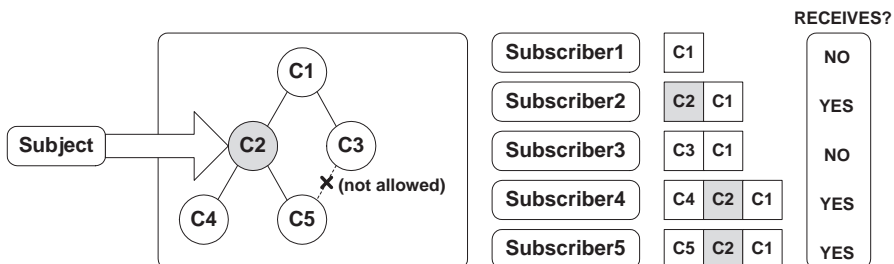 RECEIVES?
Subject
C1
C2
C3
(not allowed)
C4
C5
Subscriber1 C1 NO
Subscriber2 C2 C1 YES
Subscriber3 C3 C1 NO
Subscriber4 C4 C2 C1 YES
Subscriber5 C5 C2 C1 YES